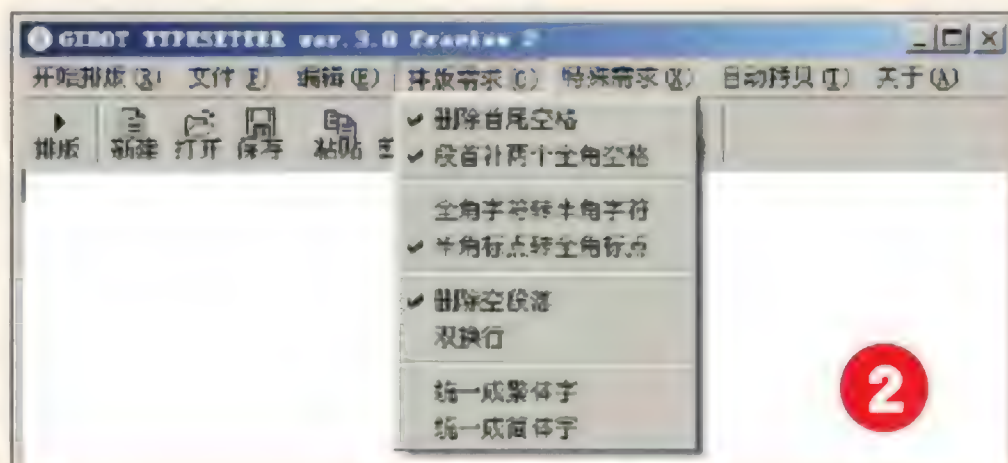 GIDOT TYPESETTER ver.3.0
开始排版(R) 文件(F) 编辑(E) 排版需求(C) 特殊需求(X) 自动拷贝(T) 关于(A)
排版 新建 打开 保存 粘贴
删除首尾空格
段首补两个全角空格
全角字符转半角字符
半角标点转全角标点
删除空段落
双换行
统一成繁体字
统一成简体字
2